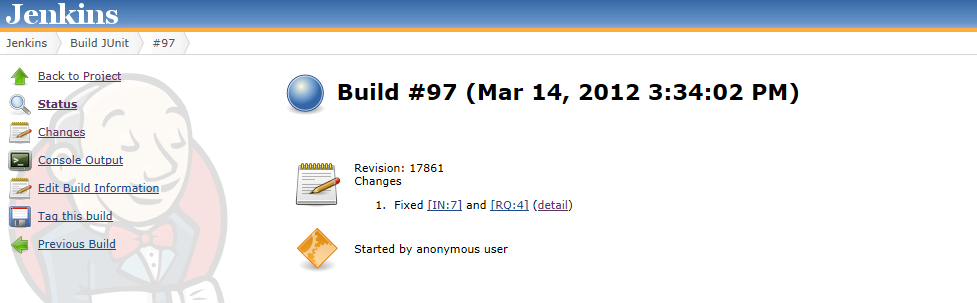 Jenkins
Jenkins Build JUnit #97
Back to Project
Status
Changes
Console Output
Edit Build Information
Tag this build
Previous Build
Build #97 (Mar 14, 2012 3:34:02 PM)
Revision: 17861
Changes
1. Fixed [IN:7] and [RQ:4] (detail)
Started by anonymous user